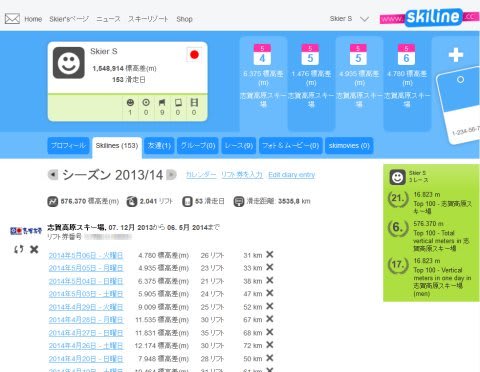 Home Skier'sページ ニュース スキーリゾート Shop Skier S www.skiline.cc
Skier S
1,548,914 標高差(m)
153 滑走日
1 0 9 0 0
5 5 5 5
4 5 5 6
6.375 標高差(m) 1.476 標高差(m) 4.935 標高差(m) 4.780 標高差(m)
志賀高原スキー場 志賀高原スキー場 志賀高原スキー場 志賀高原スキー場
1-234-56-7
プロフィール Skilines (153) 友達(1) グループ(0) レース(9) フォト＆ムービー(0) skimovies (0)
シーズン 2013/14 カレンダー リフト券を入力 Edit diary entry
576,370 標高差(m) 2.041 リフト 53 滑走日 滑走距離 3535,8 km
志賀高原スキー場, 07. 12月 2013から 06. 5月 2014まで
リフト券番号
2014年5月06日 - 火曜日 4.780 標高差(m) 26 リフト 31 km
2014年5月05日 - 月曜日 4.935 標高差(m) 23 リフト 33 km
2014年5月04日 - 日曜日 6.375 標高差(m) 21 リフト 38 km
2014年5月03日 - 土曜日 5.905 標高差(m) 24 リフト 47 km
2014年4月29日 - 火曜日 9.009 標高差(m) 25 リフト 52 km
2014年4月28日 - 月曜日 11.535 標高差(m) 30 リフト 67 km
2014年4月27日 - 日曜日 11.831 標高差(m) 35 リフト 68 km
2014年4月26日 - 土曜日 12.174 標高差(m) 30 リフト 72 km
2014年4月20日 - 日曜日 7.948 標高差(m) 28 リフト 50 km
Skier S
3 レース
21. 16.823 m
Top 100 - 志賀高原スキー場
6. 576.370 m
Top 100 - Total vertical meters in 志賀高原スキー場
17. 16.823 m
Top 100 - Vertical meters in one day in 志賀高原スキー場 (men)